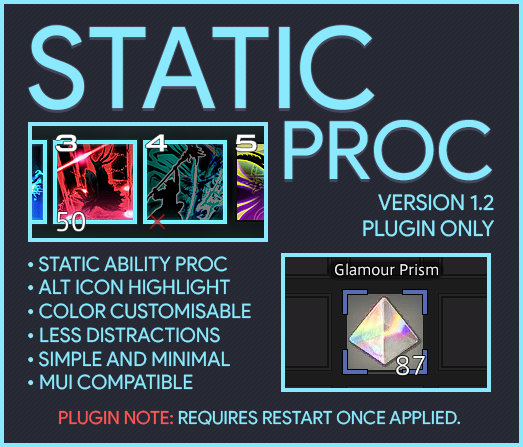 STATIC
PROC
3
4
5
50
VERSION 1.2
PLUGIN ONLY
• STATIC ABILITY PROC
• ALT ICON HIGHLIGHT
• COLOR CUSTOMISABLE
• LESS DISTRACTIONS
• SIMPLE AND MINIMAL
• MUI COMPATIBLE
Glamour Prism
87
PLUGIN NOTE: REQUIRES RESTART ONCE APPLIED.